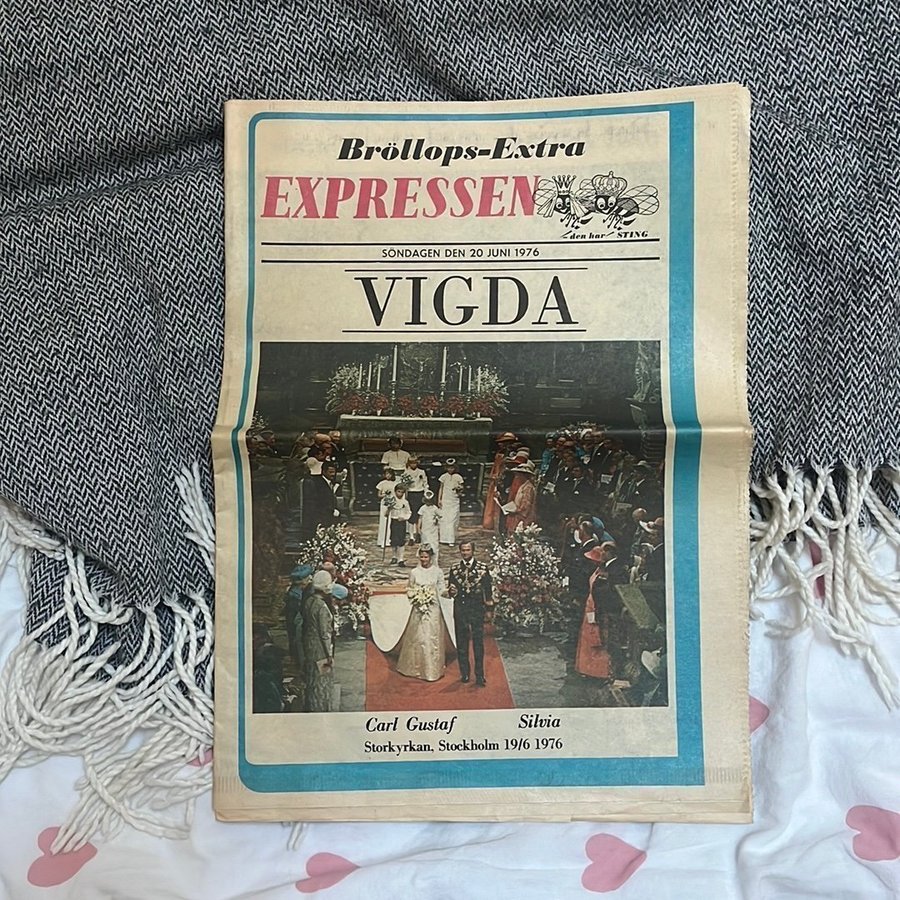 Bröllops-Extra
EXPRESSEN
den har STING
SÖNDAGEN DEN 20 JUNI 1976
VIGDA
Carl Gustaf Silvia
Storkyrkan, Stockholm 19/6 1976